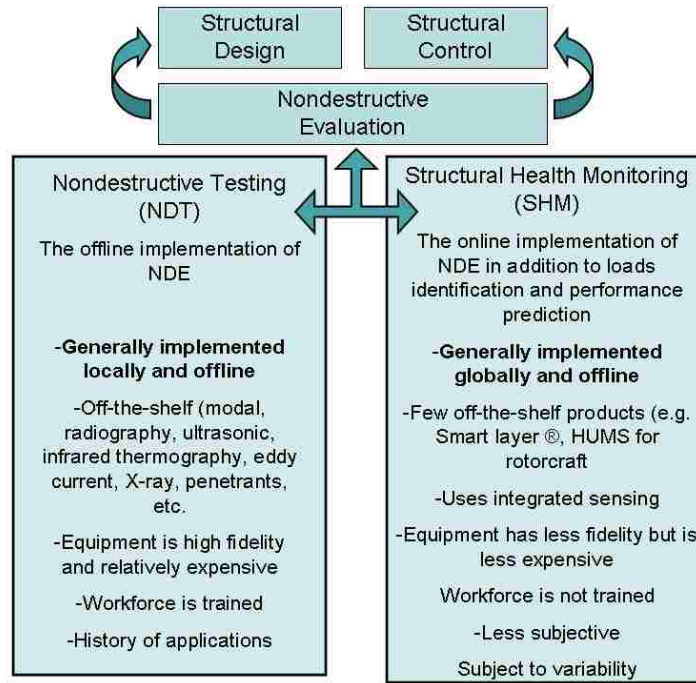 Structural
Design
Structural
Control
Nondestructive
Evaluation
Nondestructive Testing
(NDT)
The offline implementation of
NDE
-Generally implemented
locally and offline
-Off-the-shelf (modal,
radiography, ultrasonic,
infrared thermography, eddy
current, X-ray, penetrants,
etc.
-Equipment is high fidelity
and relatively expensive
-Workforce is trained
-History of applications
Structural Health Monitoring
(SHM)
The online implementation of
NDE in addition to loads
identification and performance
prediction
-Generally implemented
globally and offline
-Few off-the-shelf products (e.g.
Smart layer ®, HUMS for
rotorcraft
-Uses integrated sensing
-Equipment has less fidelity but is
less expensive
Workforce is not trained
-Less subjective
Subject to variability